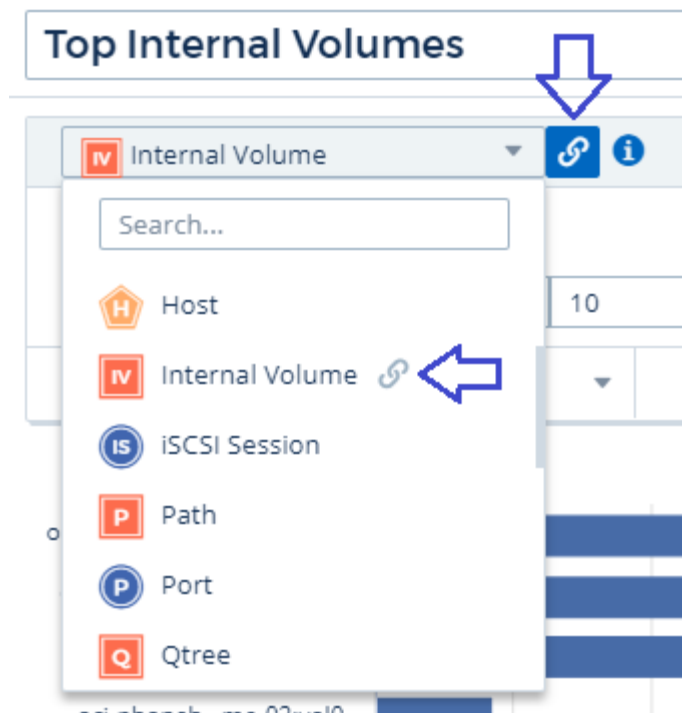 Top Internal Volumes
IV Internal Volume
Search...
H Host
10
IV Internal Volume
IS iSCSI Session
P Path
P Port
Q Qtree